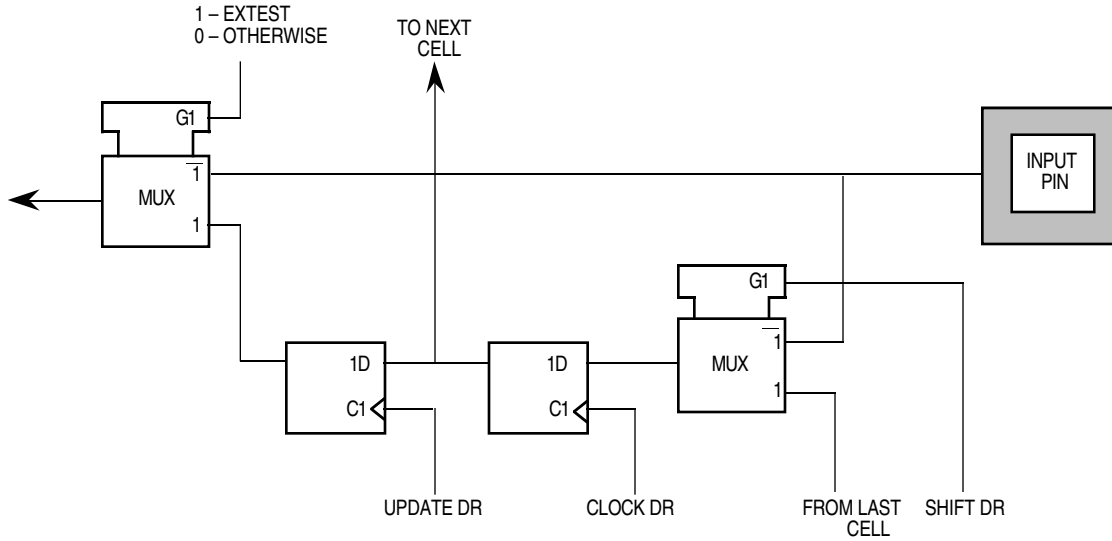 1 – EXTEST
0 – OTHERWISE
TO NEXT
CELL
G1
1
MUX
1
INPUT
PIN
G1
1
MUX
1
1D
C1
1D
C1
UPDATE DR
CLOCK DR
FROM LAST
CELL
SHIFT DR